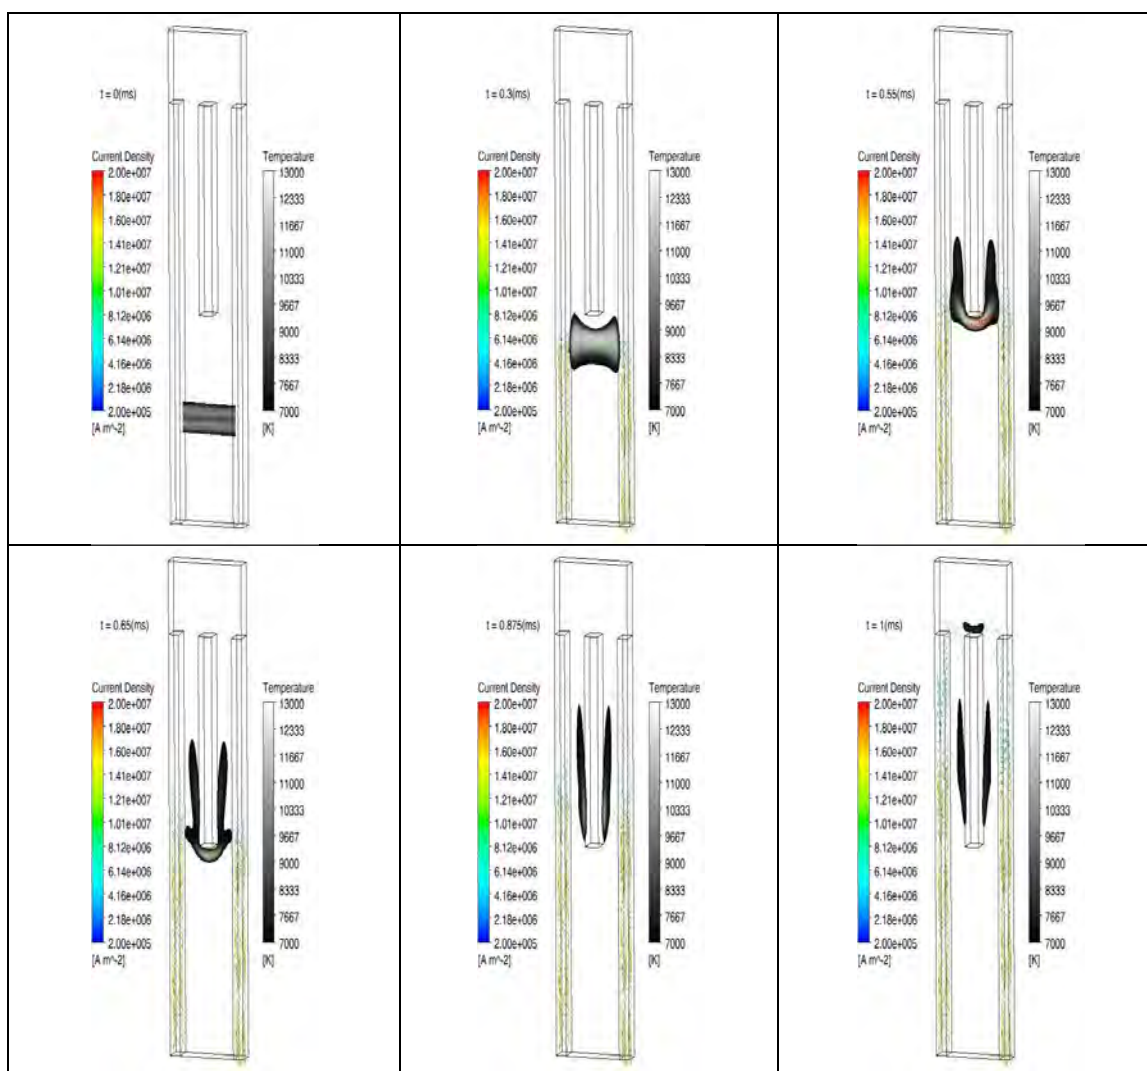 t = 0(ms)
Current Density Temperature
2.00e+007 13000
1.80e+007 12333
1.60e+007 11667
1.41e+007 11000
1.21e+007 10333
1.01e+007 9667
8.12e+006 9000
6.14e+006 8333
4.16e+006 7667
2.18e+006 7000
2.00e+005
[A m^-2] [K]
t = 0.3(ms)
Current Density Temperature
2.00e+007 13000
1.80e+007 12333
1.60e+007 11667
1.41e+007 11000
1.21e+007 10333
1.01e+007 9667
8.12e+006 9000
6.14e+006 8333
4.16e+006 7667
2.18e+006 7000
2.00e+005
[A m^-2] [K]
t = 0.55(ms)
Current Density Temperature
2.00e+007 13000
1.80e+007 12333
1.60e+007 11667
1.41e+007 11000
1.21e+007 10333
1.01e+007 9667
8.12e+006 9000
6.14e+006 8333
4.16e+006 7667
2.18e+006 7000
2.00e+005
[A m^-2] [K]
t = 0.65(ms)
Current Density Temperature
2.00e+007 13000
1.80e+007 12333
1.60e+007 11667
1.41e+007 11000
1.21e+007 10333
1.01e+007 9667
8.12e+006 9000
6.14e+006 8333
4.16e+006 7667
2.18e+006 7000
2.00e+005
[A m^-2] [K]
t = 0.875(ms)
Current Density Temperature
2.00e+007 13000
1.80e+007 12333
1.60e+007 11667
1.41e+007 11000
1.21e+007 10333
1.01e+007 9667
8.12e+006 9000
6.14e+006 8333
4.16e+006 7667
2.18e+006 7000
2.00e+005
[A m^-2] [K]
t = 1(ms)
Current Density Temperature
2.00e+007 13000
1.80e+007 12333
1.60e+007 11667
1.41e+007 11000
1.21e+007 10333
1.01e+007 9667
8.12e+006 9000
6.14e+006 8333
4.16e+006 7667
2.18e+006 7000
2.00e+005
[A m^-2] [K]